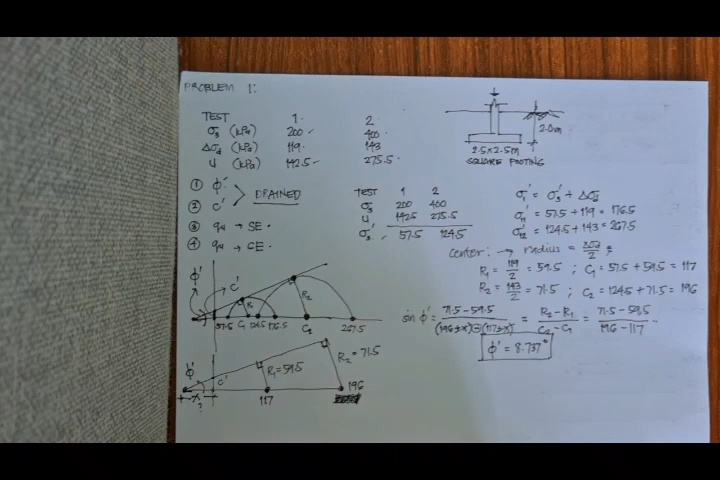 PROBLEM 1:
TEST 1. 2.
σ3 (kPa) 200 400
Δσd (kPa) 119. 143
u (kPa) 142.5 275.5
2.0m
2.5 x 2.5m
SQUARE FOOTING
① φ'
② c'
DRAINED
③ qu → SE.
④ qu → CE.
TEST 1 2
σ3 200 400
u 142.5 275.5
σ3' 57.5 124.5
σ1' = σ3' + Δσd
σ11' = 57.5 + 119 = 176.5
σ12' = 124.5 + 143 = 267.5
center: → radius = Δσd/2
R1 = 119/2 = 59.5 ; C1 = 57.5 + 59.5 = 117
R2 = 143/2 = 71.5 ; C2 = 124.5 + 71.5 = 196
φ' c' R1 R2
57.5 C1 124.5 176.5 C2 267.5
sin φ' = 71.5 - 59.5 / (196 ± x) - (117 ± x) = R2 - R1 / C2 - C1 = 71.5 - 59.5 / 196 - 117
φ' = 8.737°
φ' c' R1 = 59.5 R2 = 71.5
x ? 117 196